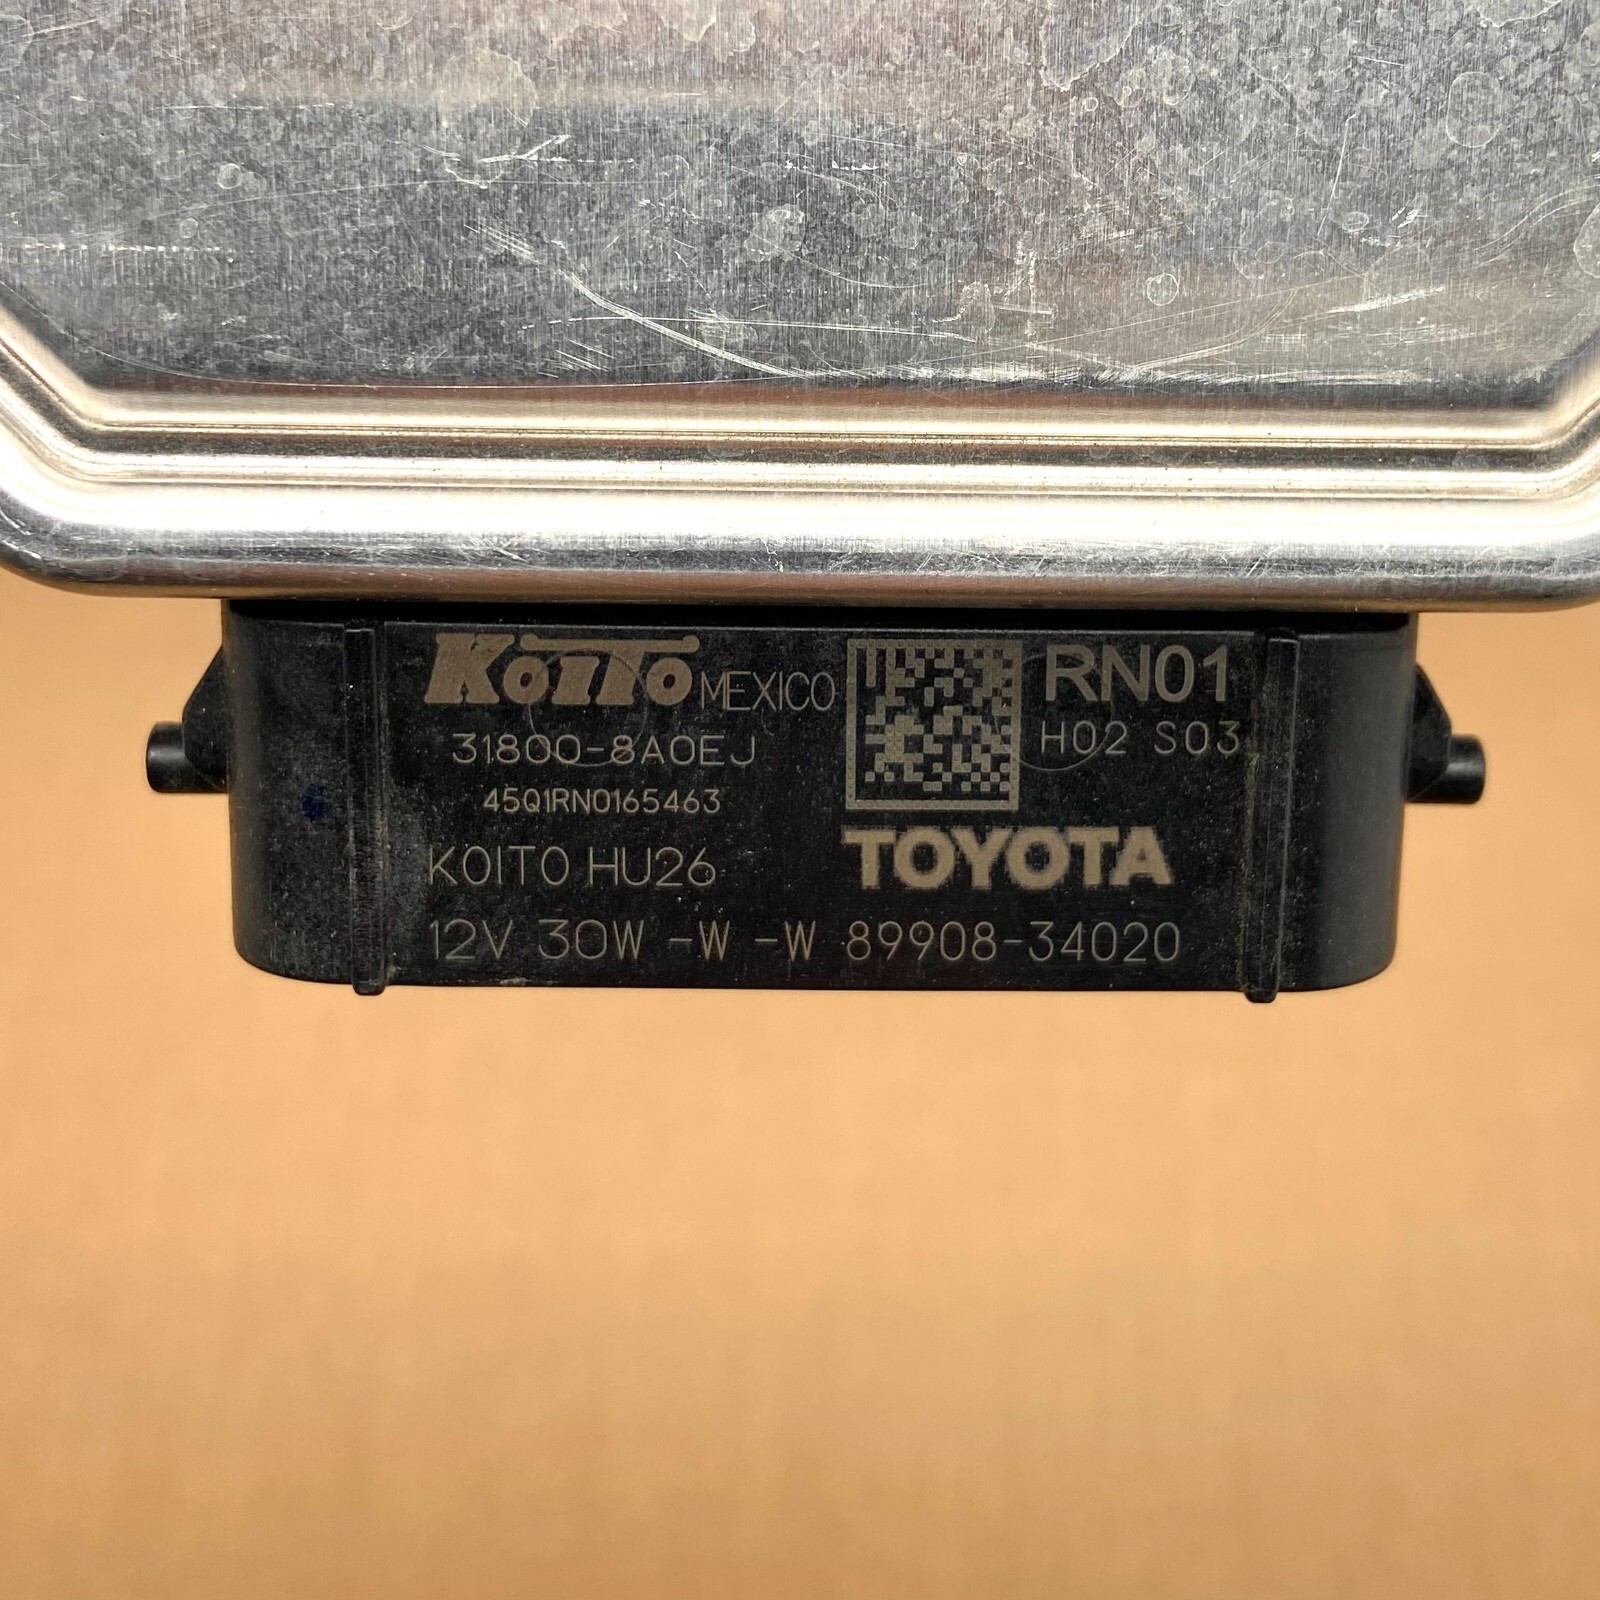 KOITO MEXICO
31800-8A0EJ
45Q1RN0165463
KOITO HU26
12V 30W -W -W
RN01
H02 S03
TOYOTA
89908-34020